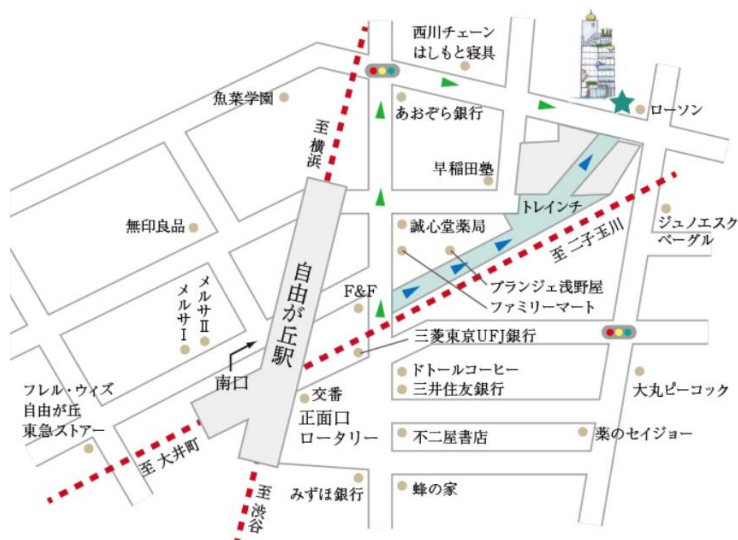 西川チェーン
はしもと寝具
魚菜学園
あおぞら銀行
ローソン
至 横浜
早稲田塾
トレインチ
無印良品
誠心堂薬局
ジュノエスク
ベーグル
至 二子玉川
自由が丘駅
F&F
ブランジェ浅野屋
ファミリーマート
メルサⅡ
メルサⅠ
三菱東京UFJ銀行
南口
フレル・ウィズ
自由が丘
東急ストアー
交番
正面口
ロータリー
ドトールコーヒー
三井住友銀行
大丸ピーコック
不二屋書店
薬のセイジョー
至 大井町
みずほ銀行
蜂の家
至 渋谷